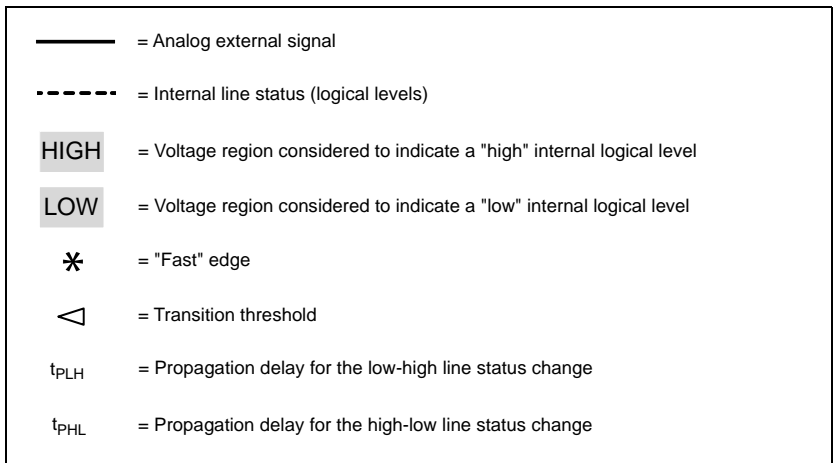 = Analog external signal
= Internal line status (logical levels)
HIGH = Voltage region considered to indicate a "high" internal logical level
LOW = Voltage region considered to indicate a "low" internal logical level
* = "Fast" edge
= Transition threshold
tPLH = Propagation delay for the low-high line status change
tPHL = Propagation delay for the high-low line status change